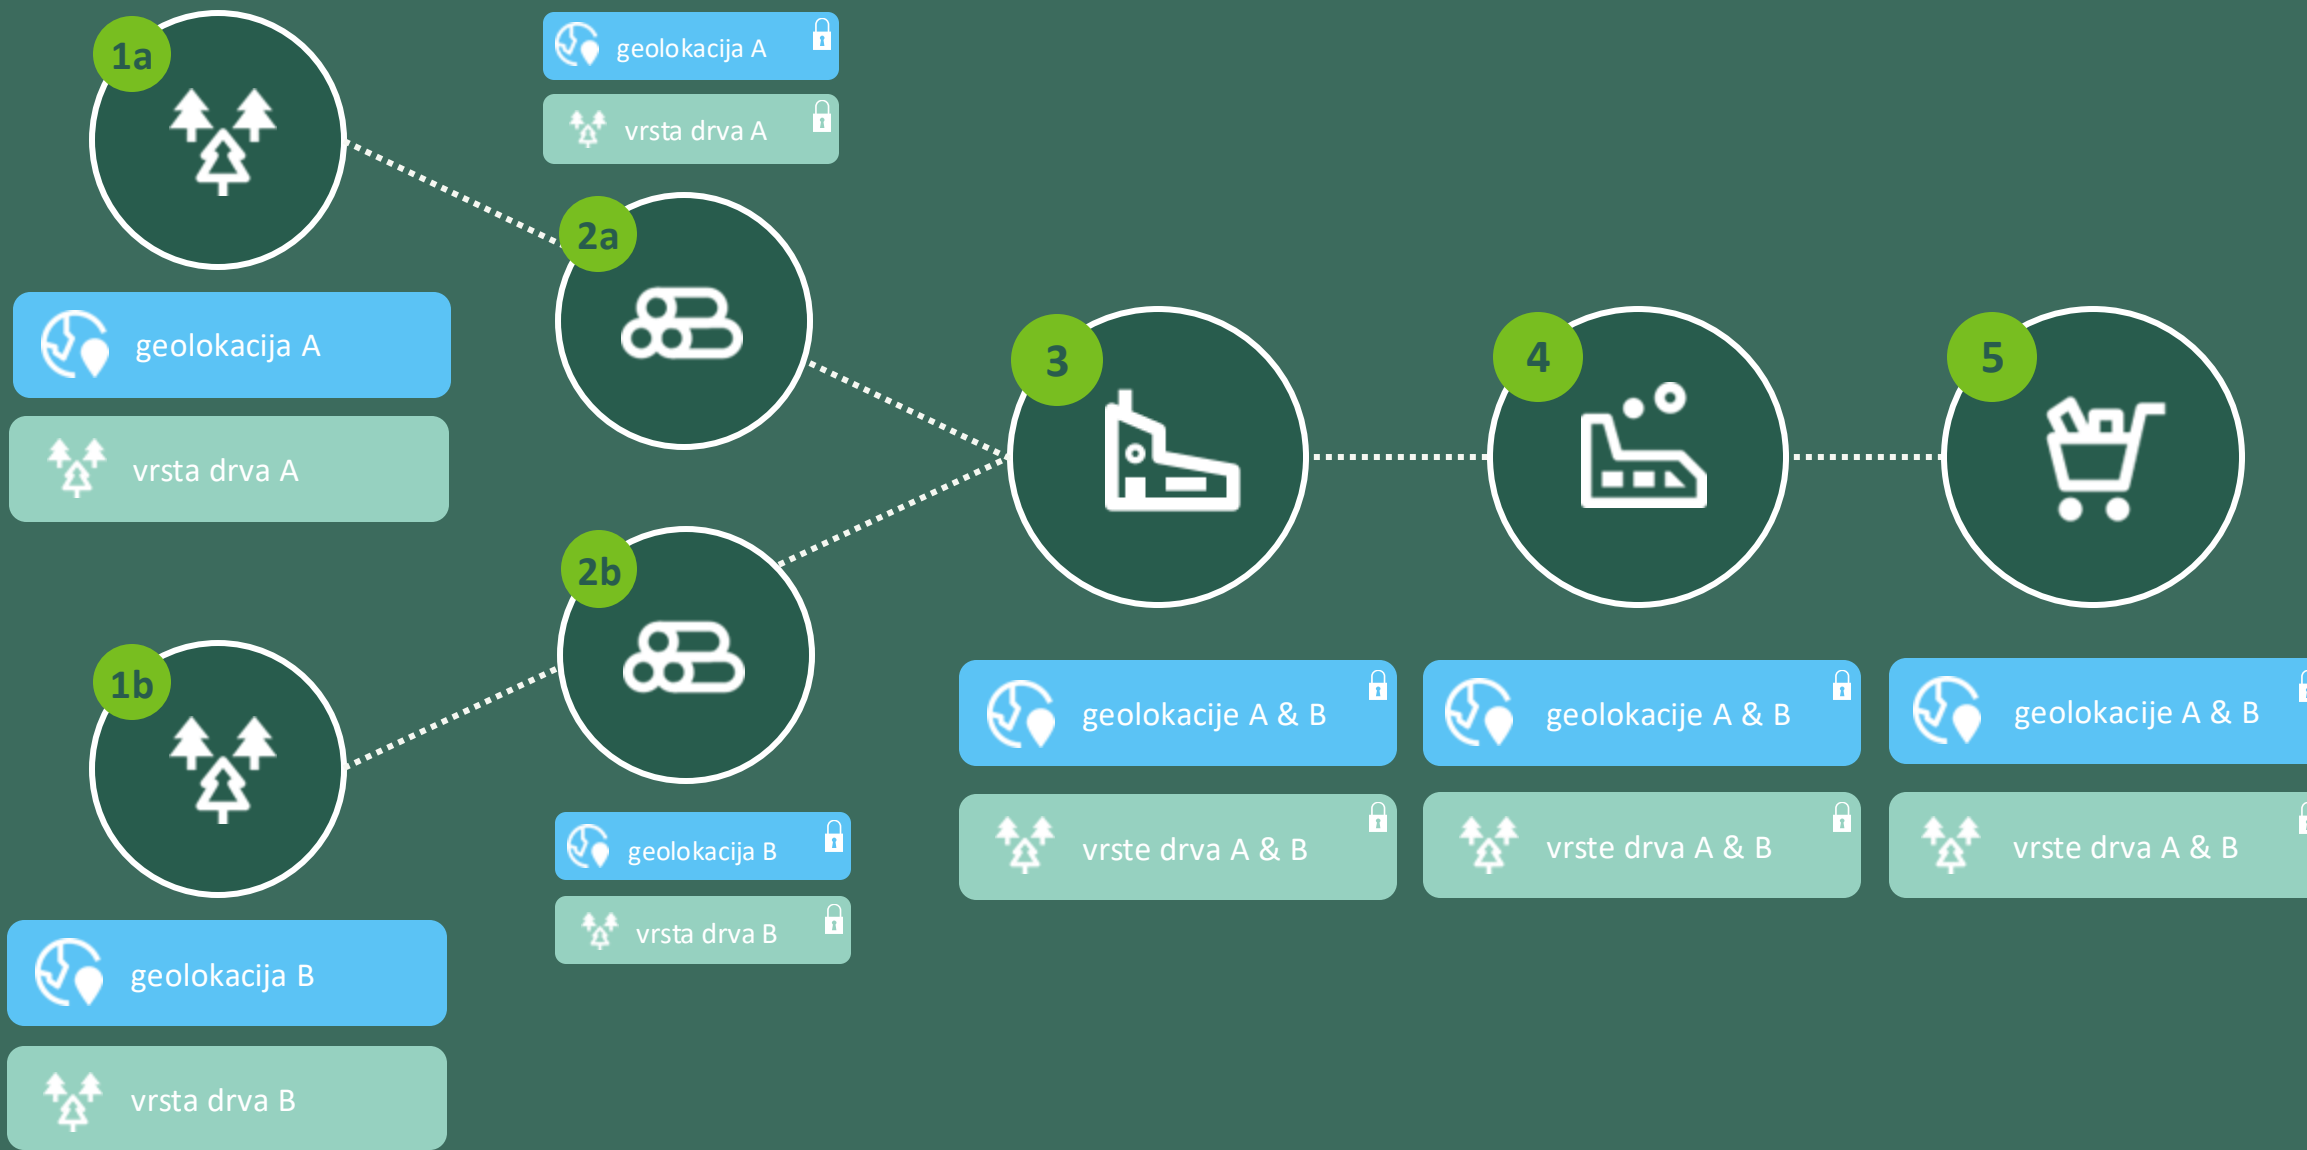 1a
geolokacija A
vrsta drva A
geolokacija A
vrsta drva A
2a
1b
geolokacija B
vrsta drva B
2b
geolokacija B
vrsta drva B
3
geolokacije A & B
vrste drva A & B
4
geolokacije A & B
vrste drva A & B
5
geolokacije A & B
vrste drva A & B